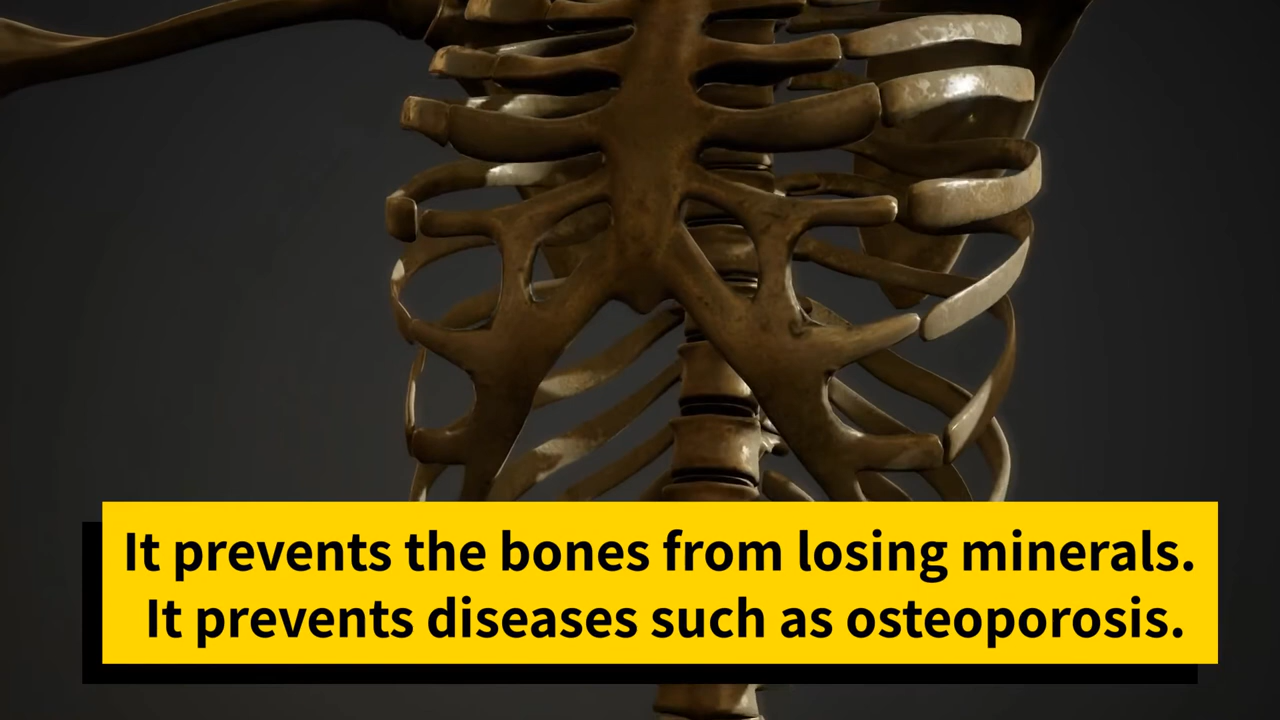 It prevents the bones from losing minerals.
It prevents diseases such as osteoporosis.